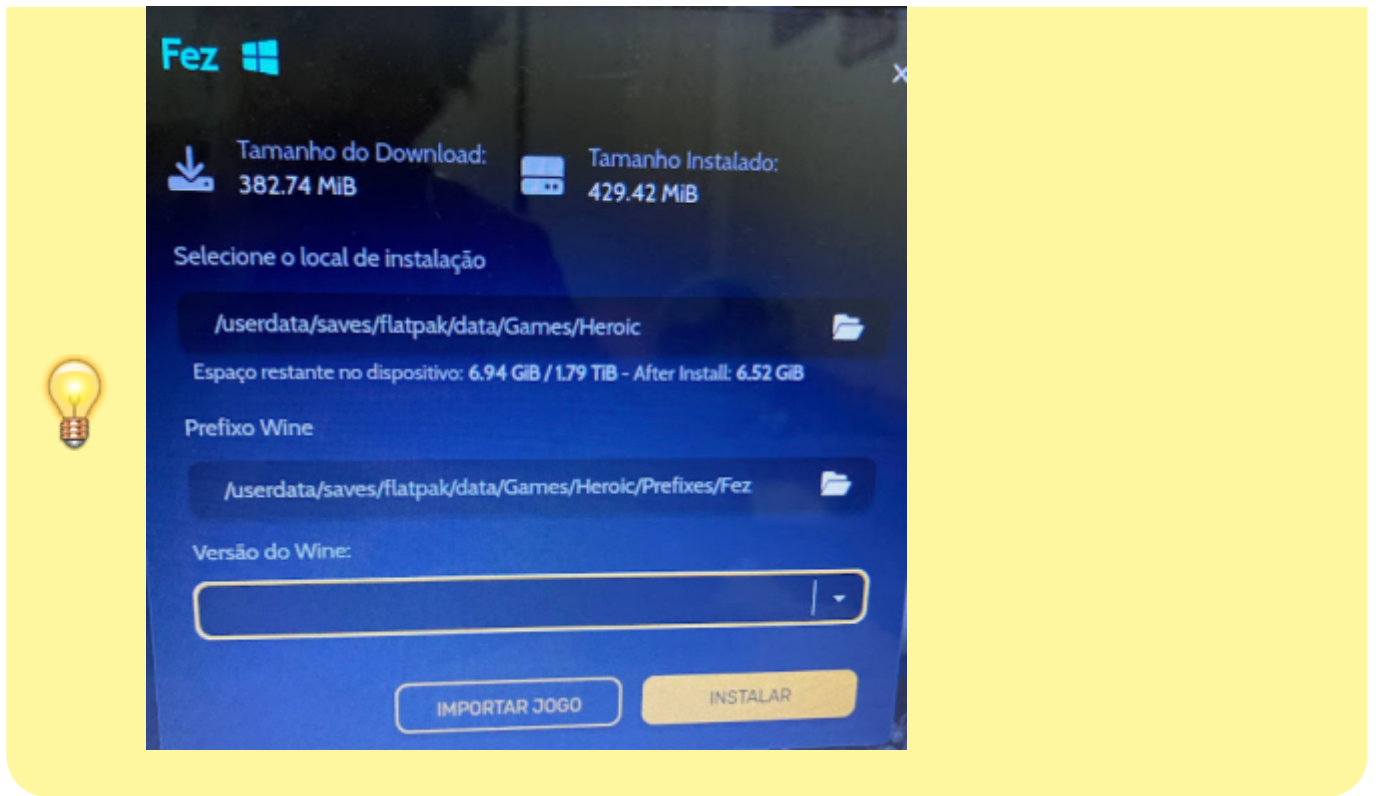 Fez
X
Tamanho do Download:
382.74 MiB
Tamanho Instalado:
429.42 MiB
Selecione o local de instalação
/userdata/saves/flatpak/data/Games/Heroic
Espaço restante no dispositivo: 6.94 GiB / 1.79 TiB - After Install: 6.52 GiB
Prefixo Wine
/userdata/saves/flatpak/data/Games/Heroic/Prefixes/Fez
Versão do Wine:
IMPORTAR JOGO
INSTALAR